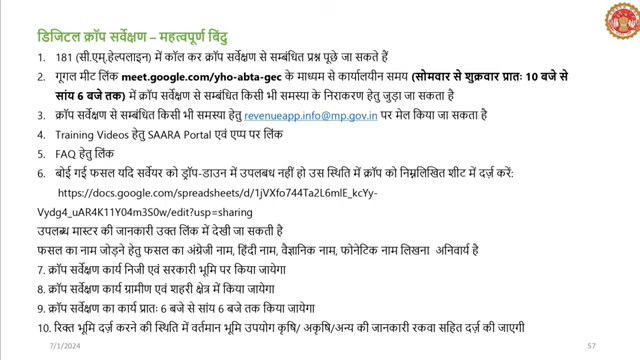 डिजिटल क्रॉप सर्वेक्षण – महत्वपूर्ण बिंदु
1. 181 (सी.एम्.हेल्पलाइन) में कॉल कर क्रॉप सर्वेक्षण से सम्बंधित प्रश्न पूछे जा सकते हैं
2. गूगल मीट लिंक meet.google.com/yho-abta-gec के माध्यम से कार्यालयीन समय (सोमवार से शुक्रवार प्रातः 10 बजे से
सांय 6 बजे तक) में क्रॉप सर्वेक्षण से सम्बंधित किसी भी समस्या के निराकरण हेतु जुड़ा जा सकता है
3. क्रॉप सर्वेक्षण से सम्बंधित किसी भी समस्या हेतु revenueapp.info@mp.gov.in पर मेल किया जा सकता है
4. Training Videos हेतु SAARA Portal एवं एप्प पर लिंक
5. FAQ हेतु लिंक
6. बोई गई फसल यदि सर्वेयर को ड्रॉप-डाउन में उपलबध नहीं हो उस स्थिति में क्रॉप को निम्नलिखित शीट में दर्ज़ करें:
https://docs.google.com/spreadsheets/d/1jVXfo744Ta2L6mlE_kcYy-
Vydg4_uAR4K11Y04m3S0w/edit?usp=sharing
उपलब्ध मास्टर की जानकारी उक्त लिंक में देखी जा सकती है
फसल का नाम जोड़ने हेतु फसल का अंग्रेजी नाम, हिंदी नाम, वैज्ञानिक नाम, फोनेटिक नाम लिखना अनिवार्य है
7. क्रॉप सर्वेक्षण कार्य निजी एवं सरकारी भूमि पर किया जायेगा
8. क्रॉप सर्वेक्षण कार्य ग्रामीण एवं शहरी क्षेत्र में किया जायेगा
9. क्रॉप सर्वेक्षण का कार्य प्रातः 6 बजे से सांय 6 बजे तक किया जायेगा
10. रिक्त भूमि दर्ज़ करने की स्थिति में वर्तमान भूमि उपयोग कृषि/ अकृषि/अन्य की जानकारी रकवा सहित दर्ज़ की जाएगी
7/1/2024
57